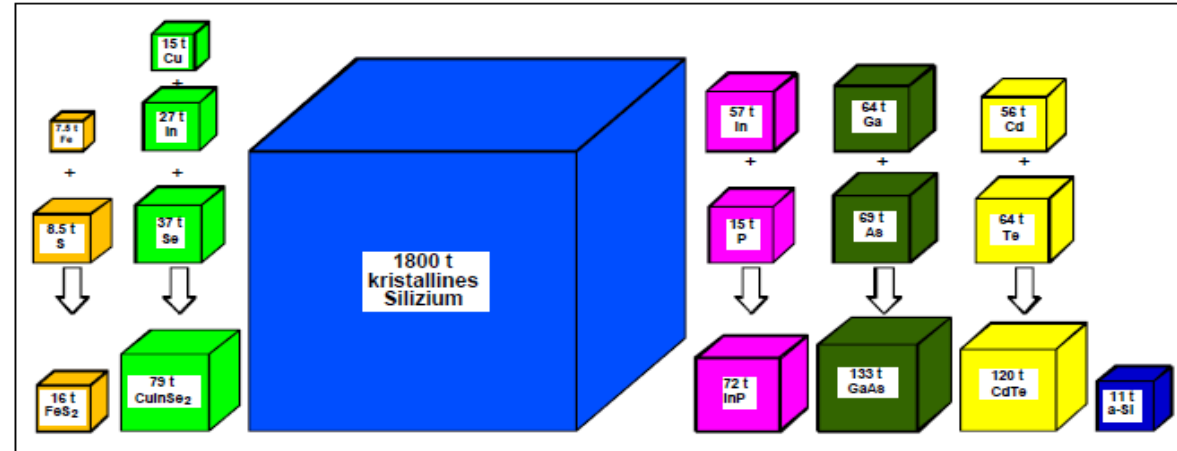 7.5 t
Fe
+
8.5 t
S
16 t
FeS₂
15 t
Cu
+
27 t
In
+
37 t
Se
79 t
CuInSe₂
1800 t
kristallines
Silizium
57 t
In
+
15 t
P
72 t
InP
64 t
Ga
+
69 t
As
133 t
GaAs
56 t
Cd
+
64 t
Te
120 t
CdTe
11 t
a-Si